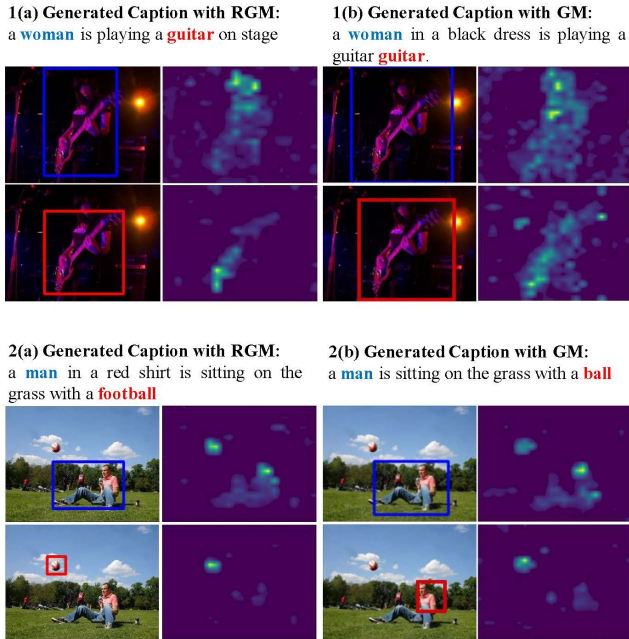 1(a) Generated Caption with RGM:
a woman is playing a guitar on stage
1(b) Generated Caption with GM:
a woman in a black dress is playing a
guitar guitar.
2(a) Generated Caption with RGM:
a man in a red shirt is sitting on the
grass with a football
2(b) Generated Caption with GM:
a man is sitting on the grass with a ball